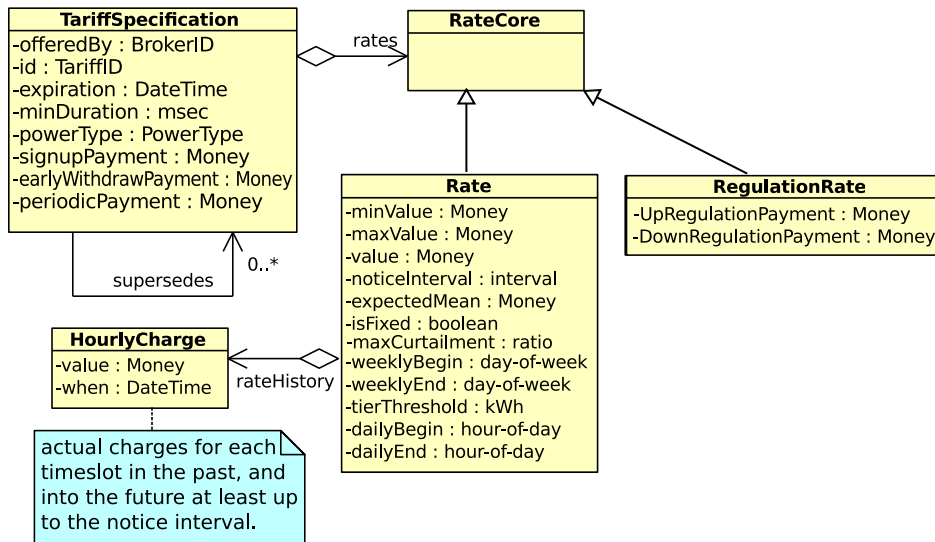 TariffSpecification
-offeredBy : BrokerID
-id : TariffID
-expiration : DateTime
-minDuration : msec
-powerType : PowerType
-signupPayment : Money
-earlyWithdrawPayment : Money
-periodicPayment : Money
rates
RateCore
supersedes
0..*
Rate
-minValue : Money
-maxValue : Money
-value : Money
-noticeInterval : interval
-expectedMean : Money
-isFixed : boolean
-maxCurtailment : ratio
-weeklyBegin : day-of-week
-weeklyEnd : day-of-week
-tierThreshold : kWh
-dailyBegin : hour-of-day
-dailyEnd : hour-of-day
RegulationRate
-UpRegulationPayment : Money
-DownRegulationPayment : Money
HourlyCharge
-value : Money
-when : DateTime
rateHistory
actual charges for each
timeslot in the past, and
into the future at least up
to the notice interval.